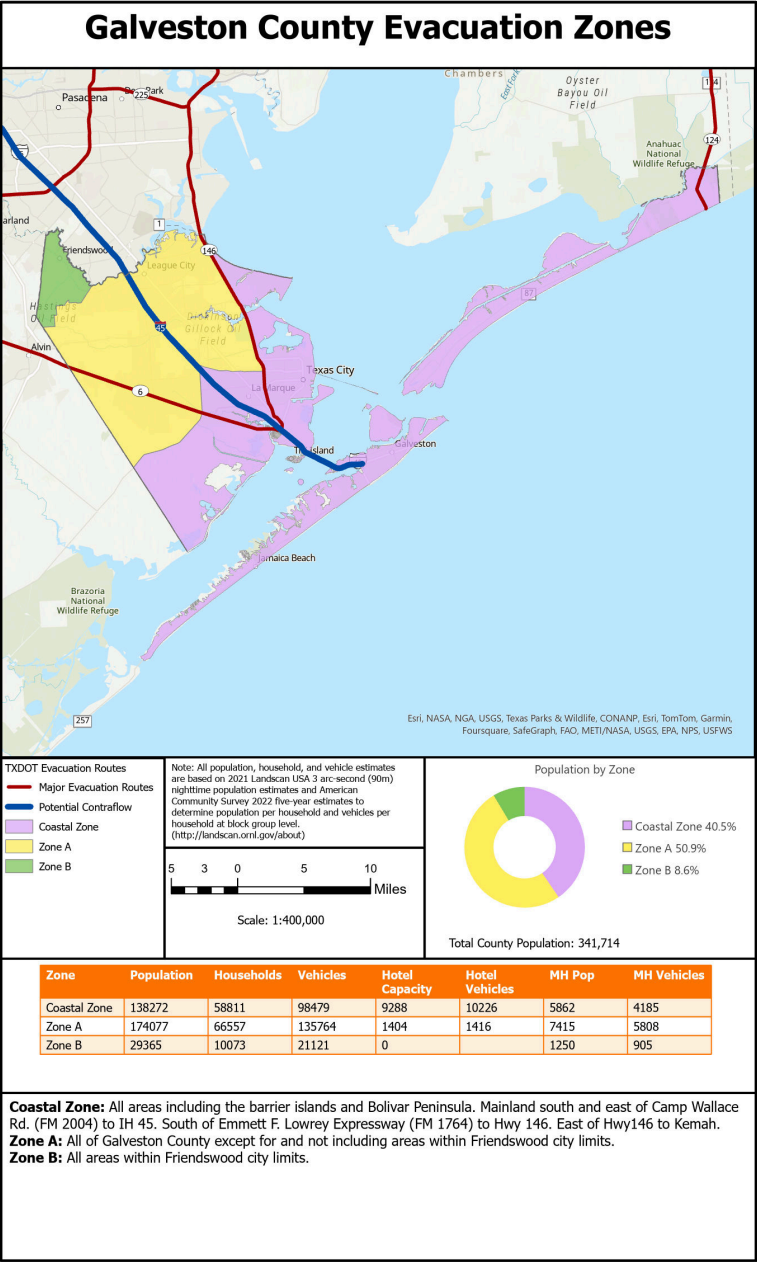 Galveston County Evacuation Zones
Chambers
East Fork
Oyster
Bayou Oil
Field
Pasadena
Park
225
124
Anahuac
National
Wildlife Refuge
arland
1
146
Friendswood
League City
87
Hastings
Oil Field
Dickinson
Gillock Oil
Field
45
Alvin
Texas City
6
La Marque
Galveston
Island
Jamaica Beach
Brazoria
National
Wildlife Refuge
257
Esri, NASA, NGA, USGS, Texas Parks & Wildlife, CONANP, Esri, TomTom, Garmin,
Foursquare, SafeGraph, FAO, METI/NASA, USGS, EPA, NPS, USFWS
TXDOT Evacuation Routes
Major Evacuation Routes
Potential Contraflow
Coastal Zone
Zone A
Zone B
Note: All population, household, and vehicle estimates
are based on 2021 Landscan USA 3 arc-second (90m)
nighttime population estimates and American
Community Survey 2022 five-year estimates to
determine population per household and vehicles per
household at block group level.
(http://landscan.ornl.gov/about)
5 3 0 5 10
Miles
Scale: 1:400,000
Population by Zone
Coastal Zone 40.5%
Zone A 50.9%
Zone B 8.6%
Total County Population: 341,714
Zone Population Households Vehicles Hotel Capacity Hotel Vehicles MH Pop MH Vehicles
Coastal Zone 138272 58811 98479 9288 10226 5862 4185
Zone A 174077 66557 135764 1404 1416 7415 5808
Zone B 29365 10073 21121 0 1250 905
Coastal Zone: All areas including the barrier islands and Bolivar Peninsula. Mainland south and east of Camp Wallace
Rd. (FM 2004) to IH 45. South of Emmett F. Lowrey Expressway (FM 1764) to Hwy 146. East of Hwy146 to Kemah.
Zone A: All of Galveston County except for and not including areas within Friendswood city limits.
Zone B: All areas within Friendswood city limits.